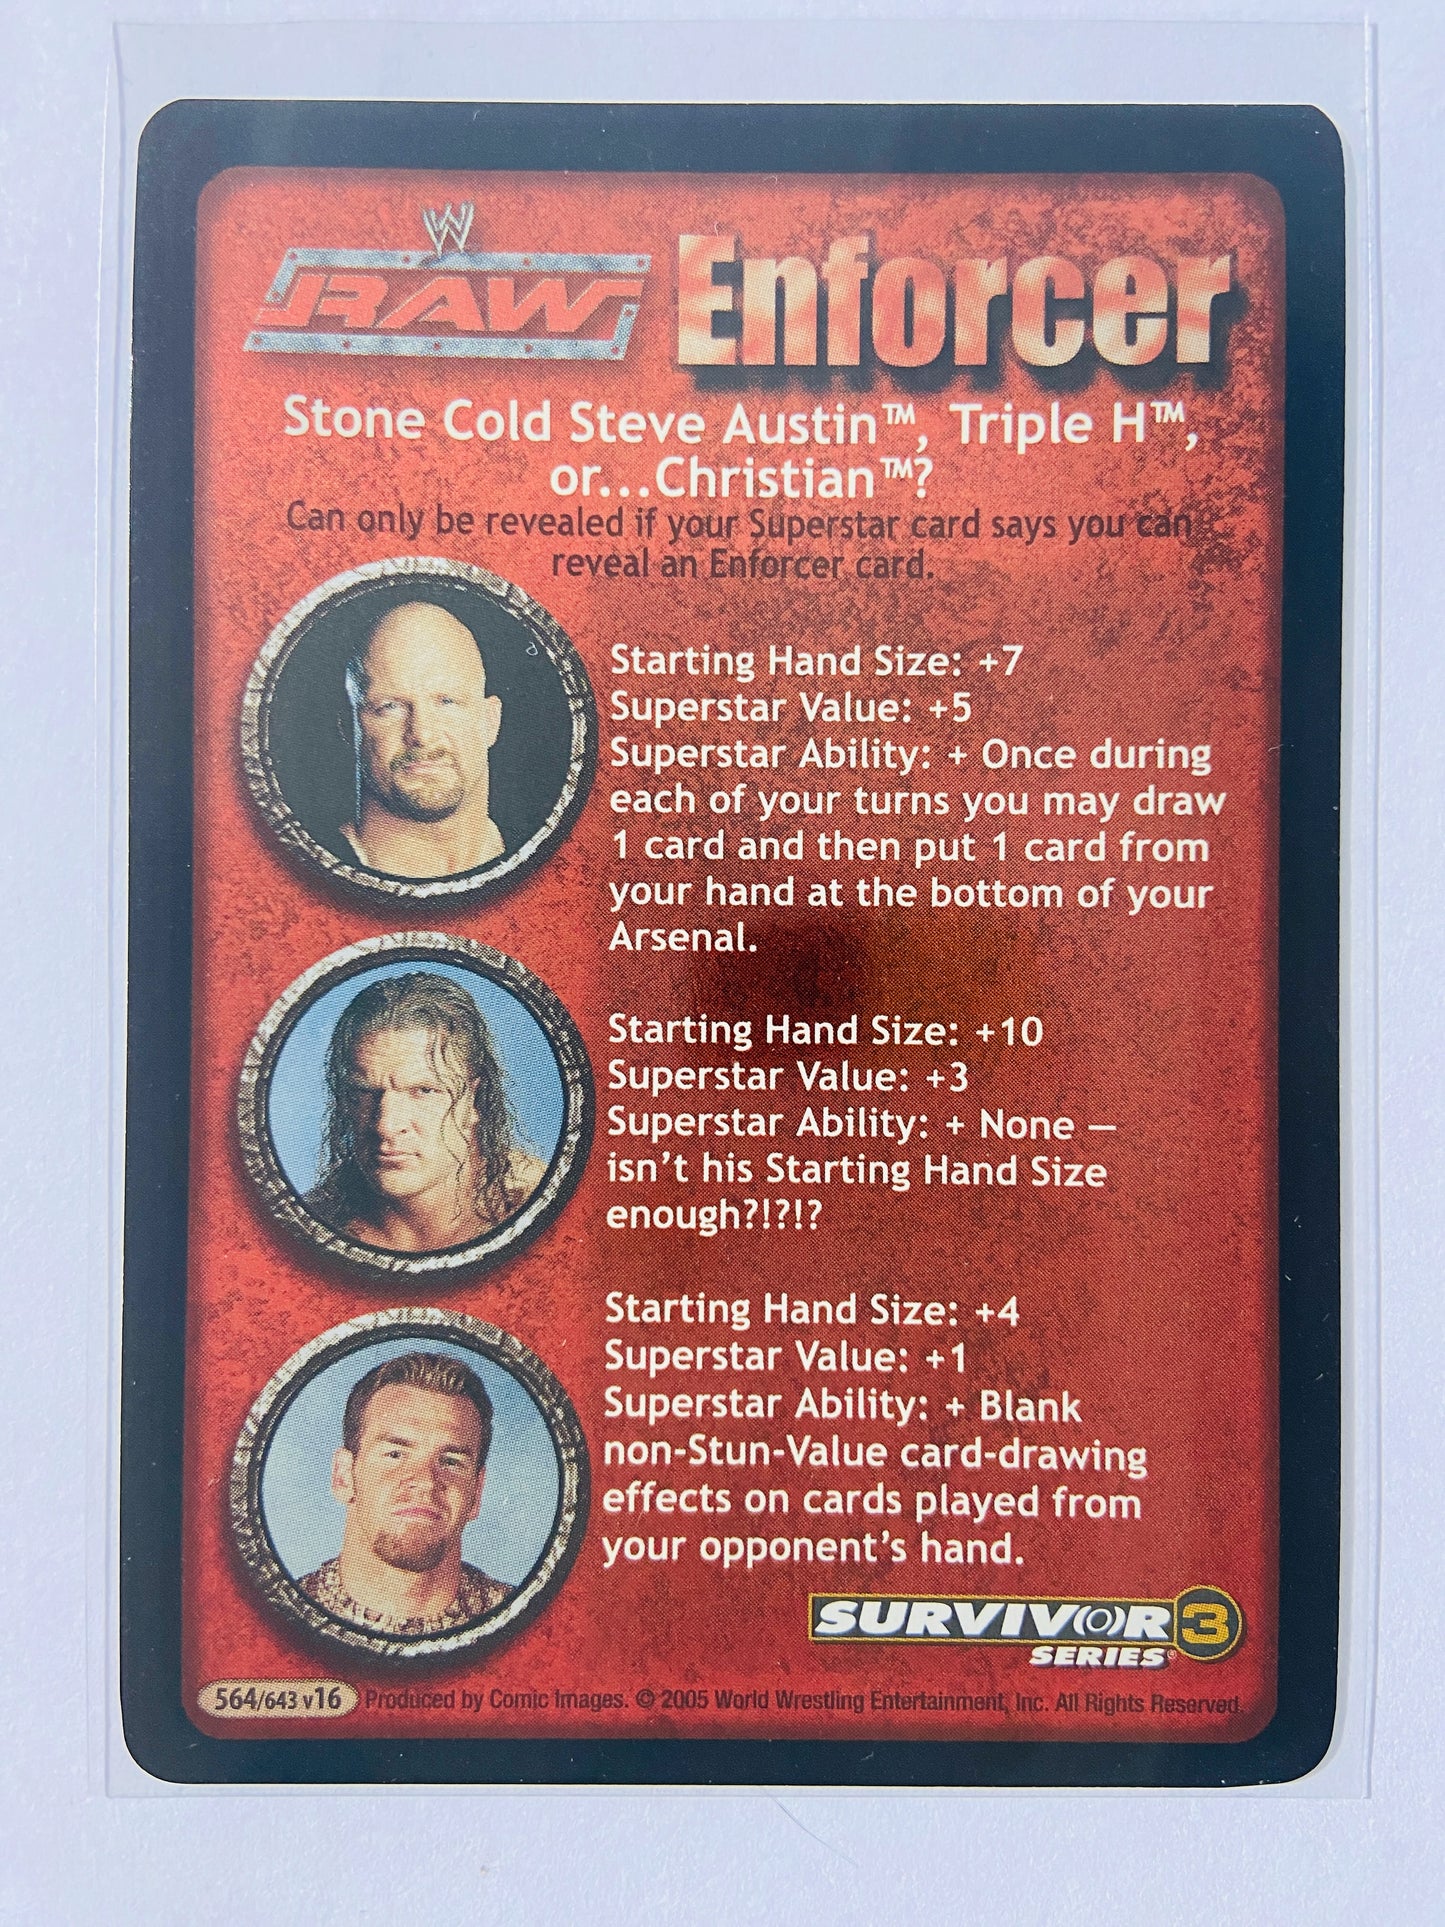 W
RAW
Enforcer
Stone Cold Steve Austin™, Triple H™,
or...Christian™?
Can only be revealed if your Superstar card says you can
reveal an Enforcer card.
Starting Hand Size: +7
Superstar Value: +5
Superstar Ability: + Once during
each of your turns you may draw
1 card and then put 1 card from
your hand at the bottom of your
Arsenal.
Starting Hand Size: +10
Superstar Value: +3
Superstar Ability: + None —
isn't his Starting Hand Size
enough?!?!?
Starting Hand Size: +4
Superstar Value: +1
Superstar Ability: + Blank
non-Stun-Value card-drawing
effects on cards played from
your opponent's hand.
SURVIVOR 3
SERIES®
564/643 v16 Produced by Comic Images. © 2005 World Wrestling Entertainment, Inc. All Rights Reserved.